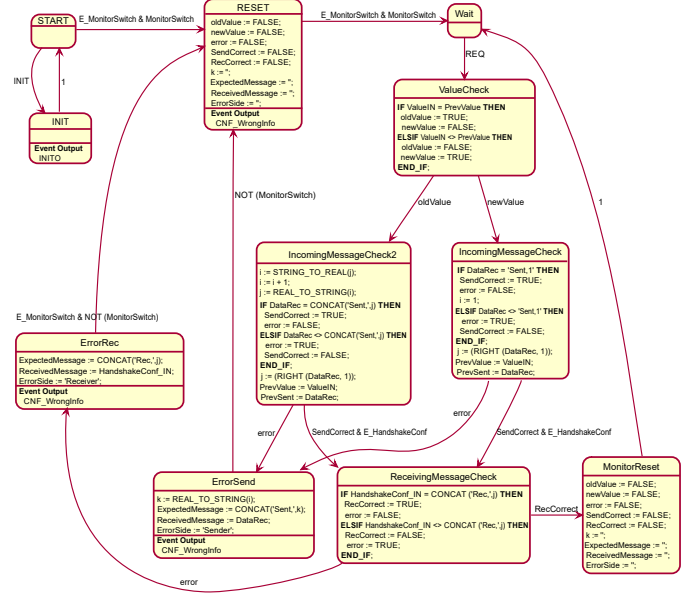 START
E_MonitorSwitch & MonitorSwitch
INIT
1
INIT
Event Output
INITO
RESET
oldValue := FALSE;
newValue := FALSE;
error := FALSE;
SendCorrect := FALSE;
RecCorrect := FALSE;
k := '';
ExpectedMessage := '';
ReceivedMessage := '';
ErrorSide := '';
Event Output
CNF_WrongInfo
E_MonitorSwitch & MonitorSwitch
Wait
REQ
ValueCheck
IF ValueIN = PrevValue THEN
oldValue := TRUE;
newValue := FALSE;
ELSIF ValueIN <> PrevValue THEN
oldValue := FALSE;
newValue := TRUE;
END_IF;
NOT (MonitorSwitch)
oldValue
newValue
1
IncomingMessageCheck2
i := STRING_TO_REAL(j);
i := i + 1;
j := REAL_TO_STRING(i);
IF DataRec = CONCAT('Sent,',j) THEN
SendCorrect := TRUE;
error := FALSE;
ELSIF DataRec <> CONCAT('Sent,',j) THEN
error := TRUE;
SendCorrect := FALSE;
END_IF;
j := (RIGHT (DataRec, 1));
PrevValue := ValueIN;
PrevSent := DataRec;
IncomingMessageCheck
IF DataRec = 'Sent,1' THEN
SendCorrect := TRUE;
error := FALSE;
i := 1;
ELSIF DataRec <> 'Sent,1' THEN
error := TRUE;
SendCorrect := FALSE;
END_IF;
j := (RIGHT (DataRec, 1));
PrevValue := ValueIN;
PrevSent := DataRec;
E_MonitorSwitch & NOT (MonitorSwitch)
ErrorRec
ExpectedMessage := CONCAT('Rec,',j);
ReceivedMessage := HandshakeConf_IN;
ErrorSide := 'Receiver';
Event Output
CNF_WrongInfo
error
SendCorrect & E_HandshakeConf
error
SendCorrect & E_HandshakeConf
ErrorSend
k := REAL_TO_STRING(i);
ExpectedMessage := CONCAT('Sent,',k);
ReceivedMessage := DataRec;
ErrorSide := 'Sender';
Event Output
CNF_WrongInfo
ReceivingMessageCheck
IF HandshakeConf_IN = CONCAT ('Rec,',j) THEN
RecCorrect := TRUE;
error := FALSE;
ELSIF HandshakeConf_IN <> CONCAT ('Rec,',j) THEN
RecCorrect := FALSE;
error := TRUE;
END_IF;
RecCorrect
MonitorReset
oldValue := FALSE;
newValue := FALSE;
error := FALSE;
SendCorrect := FALSE;
RecCorrect := FALSE;
k := '';
ExpectedMessage := '';
ReceivedMessage := '';
ErrorSide := '';
error